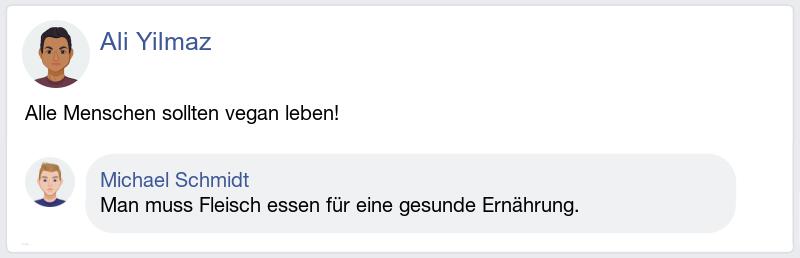 Ali Yilmaz
Alle Menschen sollten vegan leben!
Michael Schmidt
Man muss Fleisch essen für eine gesunde Ernährung.